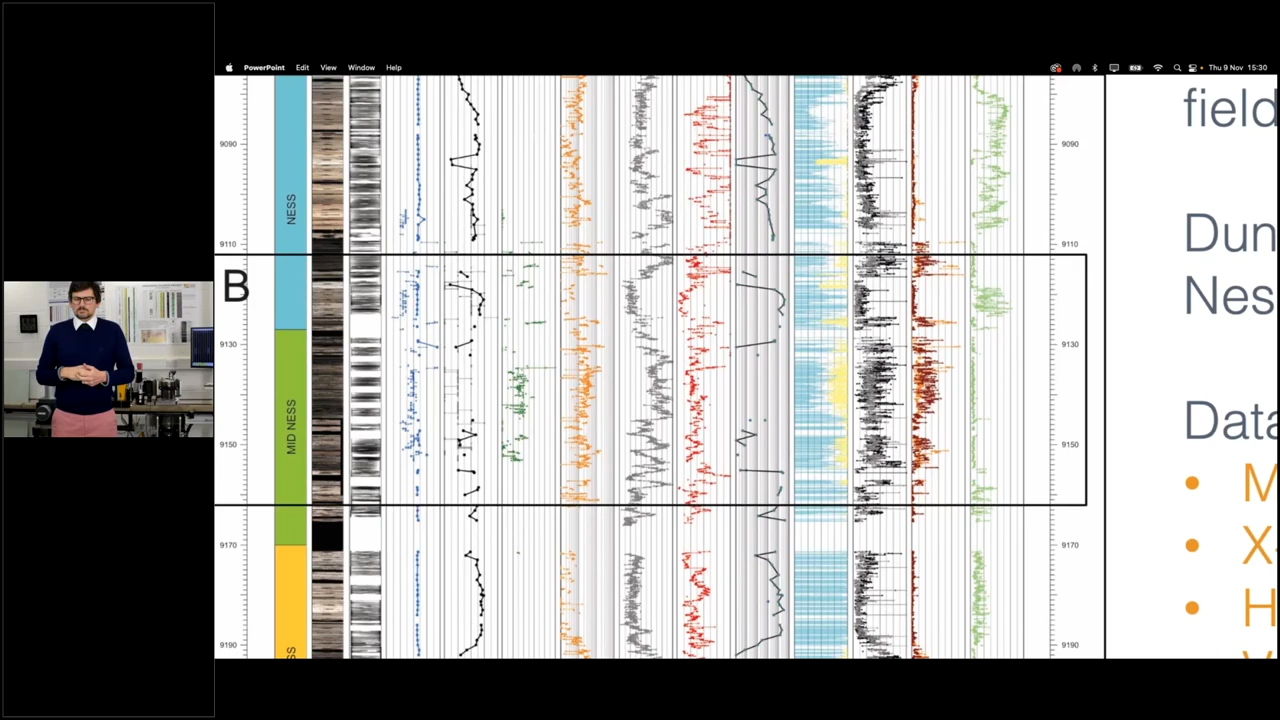 PowerPoint Edit View Window Help Thu 9 Nov 15:30
field
9090 9090
NESS
Dun
9110 9110
B
Nes
9130 9130
MID NESS
Data
9150 9150
M
X
9170 9170
H
9190 9190